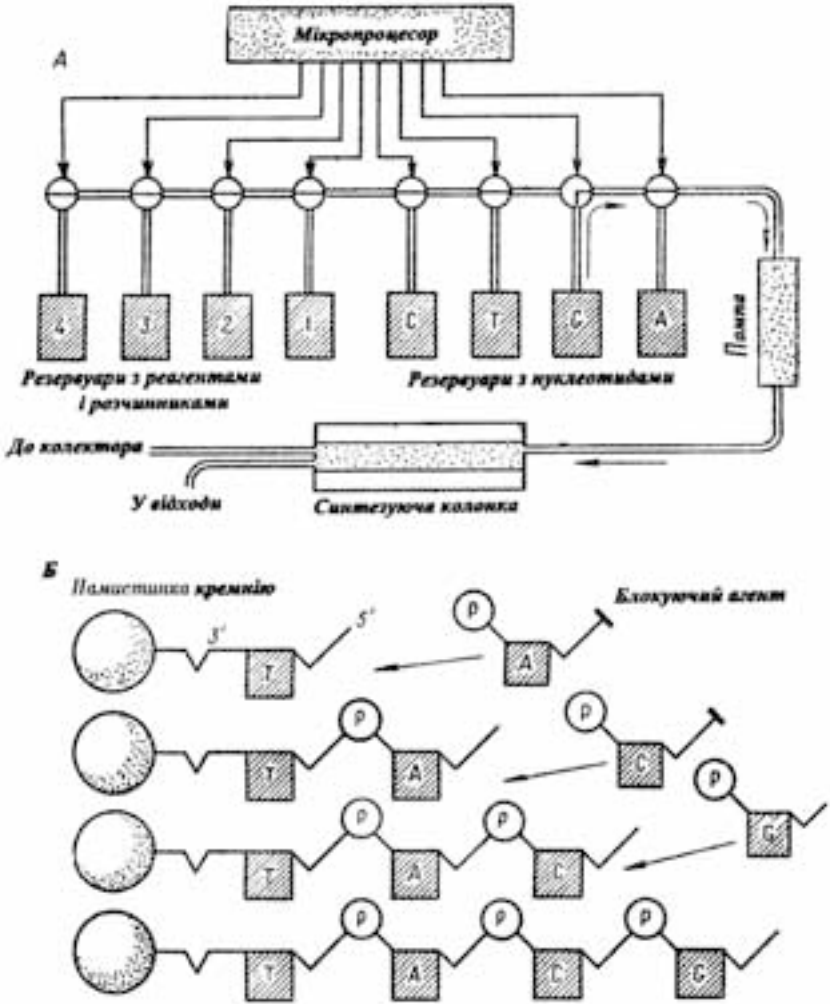 Мікропроцесор
А
4 3 2 1 C T G A
Помпа
Резервуари з реагентами
і розчинниками
Резервуари з нуклеотидами
До колектора
У відходи
Синтезуюча колонка
Б
Намистинка кремнію
Блокуючий агент
3' 5'
T
P
A
T P A
P
C
T P A P C
P
G
T P A P C P G